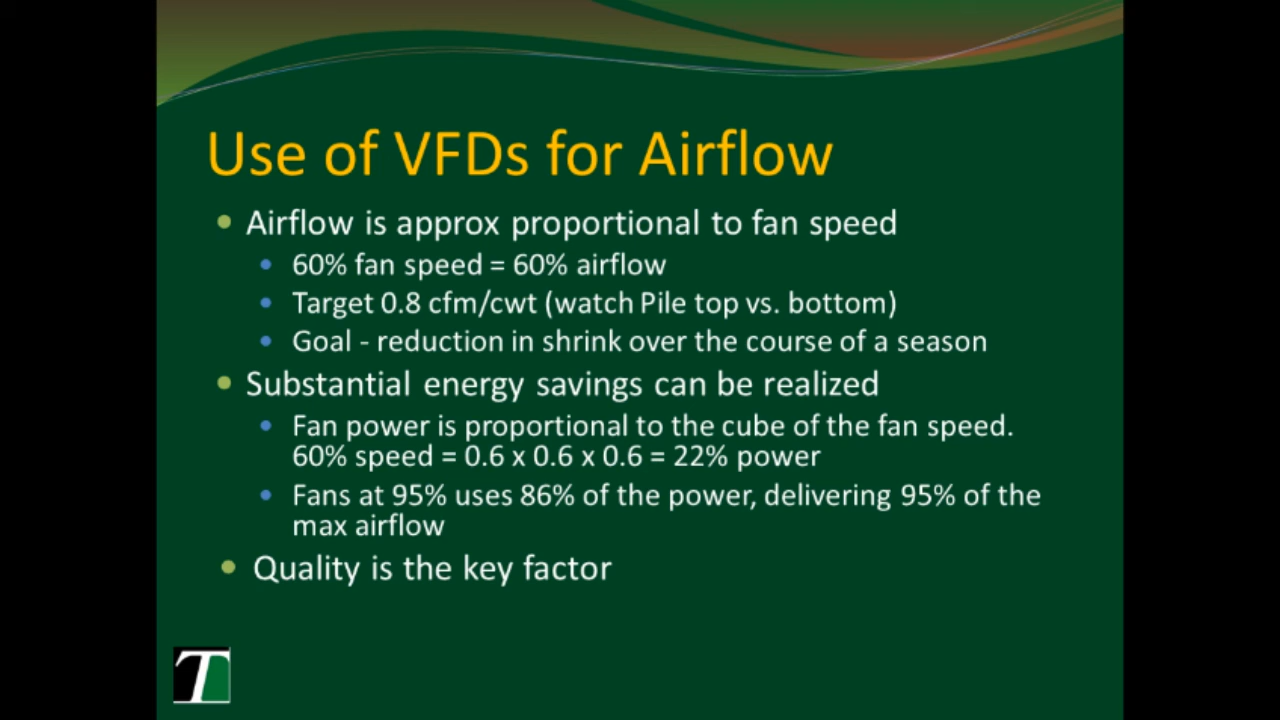 Use of VFDs for Airflow
Airflow is approx proportional to fan speed
60% fan speed = 60% airflow
Target 0.8 cfm/cwt (watch Pile top vs. bottom)
Goal - reduction in shrink over the course of a season
Substantial energy savings can be realized
Fan power is proportional to the cube of the fan speed.
60% speed = 0.6 x 0.6 x 0.6 = 22% power
Fans at 95% uses 86% of the power, delivering 95% of the
max airflow
Quality is the key factor
T